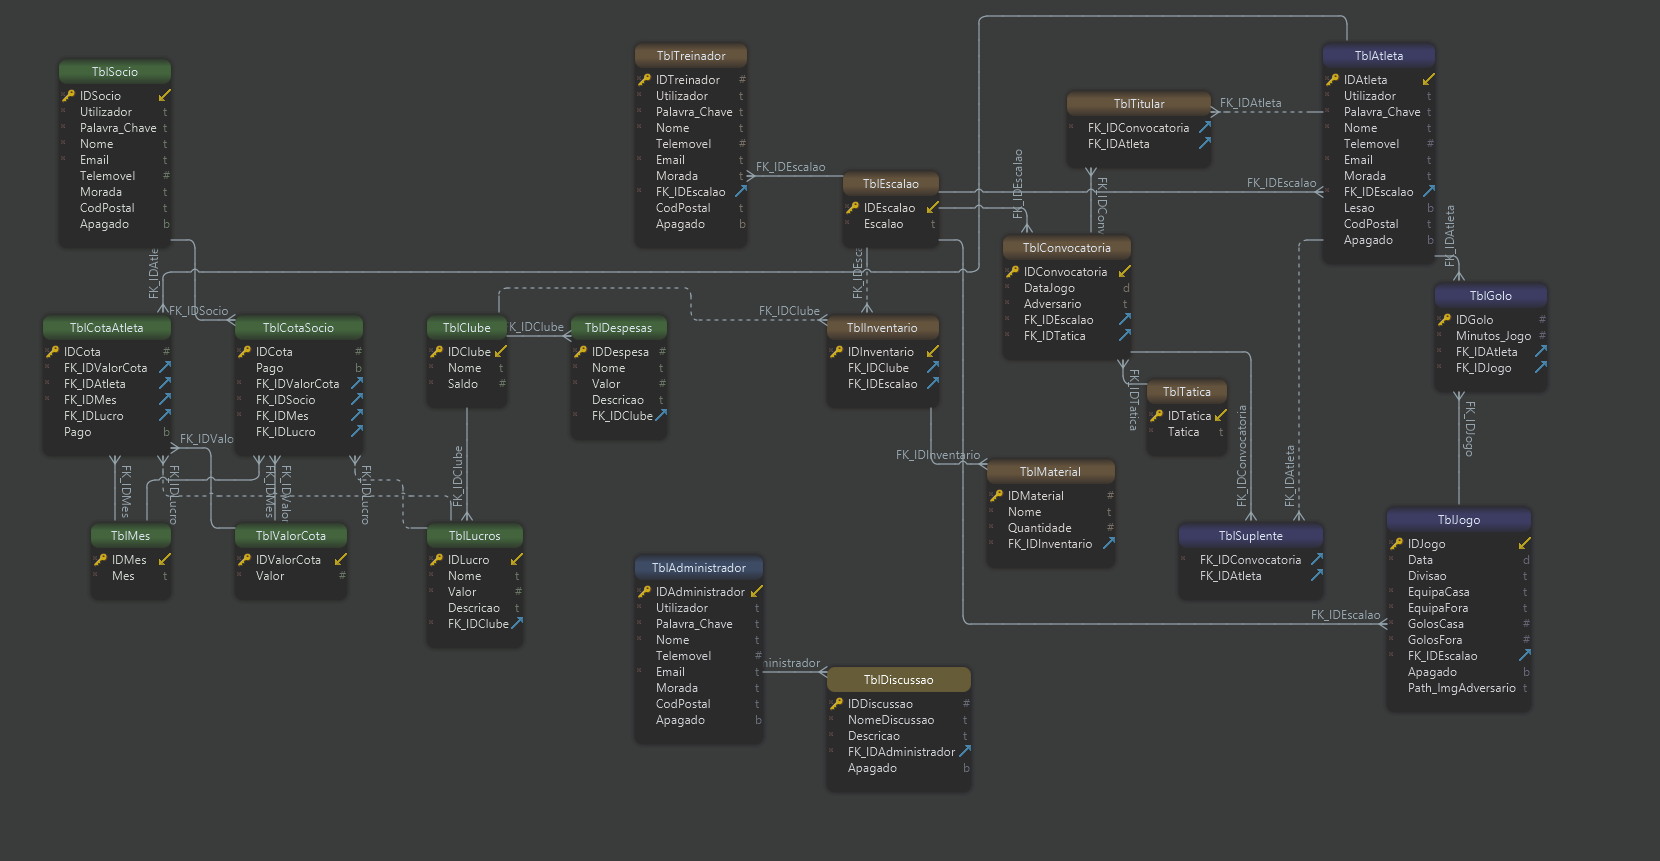 TblSocio
IDSocio
Utilizador t
Palavra_Chave t
Nome t
Email t
Telemovel #
Morada t
CodPostal t
Apagado b
TblTreinador
IDTreinador #
Utilizador t
Palavra_Chave t
Nome t
Telemovel #
Email t
Morada t
FK_IDEscalao
CodPostal t
Apagado b
FK_IDEscalao
TblEscalao
IDEscalao
Escalao t
FK_IDEscalao
FK_IDEscalao
TblTitular
FK_IDConvocatoria
FK_IDAtleta
FK_IDAtleta
TblAtleta
IDAtleta
Utilizador t
Palavra_Chave t
Nome t
Telemovel #
Email t
Morada t
FK_IDEscalao
Lesao b
CodPostal t
Apagado b
FK_IDAtleta
FK_IDConv
TblConvocatoria
IDConvocatoria
DataJogo d
Adversario t
FK_IDEscalao
FK_IDTatica
FK_IDTatica
TblTatica
IDTatica
Tatica t
TblGolo
IDGolo #
Minutos_Jogo #
FK_IDAtleta
FK_IDJogo
FK_IDJogo
FK_IDAtle
FK_IDSocio
TblCotaAtleta
IDCota #
FK_IDValorCota
FK_IDAtleta
FK_IDMes
FK_IDLucro
Pago b
TblCotaSocio
IDCota #
Pago b
FK_IDValorCota
FK_IDSocio
FK_IDMes
FK_IDLucro
TblClube
IDClube
Nome t
Saldo #
K_IDClube
TblDespesas
IDDespesa #
Nome t
Valor #
Descricao t
FK_IDClube
FK_IDClube
FK_IDEsca
TblInventario
IDInventario
FK_IDClube
FK_IDEscalao
FK_IDInventario
TblMaterial
IDMaterial #
Nome t
Quantidade #
FK_IDInventario
FK_IDConvocatoria
FK_IDAtleta
TblSuplente
FK_IDConvocatoria
FK_IDAtleta
TblJogo
IDJogo
Data d
Divisao t
EquipaCasa t
EquipaFora t
GolosCasa #
GolosFora #
FK_IDEscalao
Apagado b
Path_ImgAdversario t
FK_IDEscalao
FK_IDValo
FK_IDMes
FK_IDLucro
FK_IDMes
FK_IDValor
FK_IDLucro
FK_IDClube
TblMes
IDMes
Mes t
TblValorCota
IDValorCota
Valor #
TblLucros
IDLucro
Nome t
Valor #
Descricao t
FK_IDClube
TblAdministrador
IDAdministrador
Utilizador t
Palavra_Chave t
Nome t
Telemovel #
Email t
Morada t
CodPostal t
Apagado b
ministrador
TblDiscussao
IDDiscussao #
NomeDiscussao t
Descricao t
FK_IDAdministrador
Apagado b